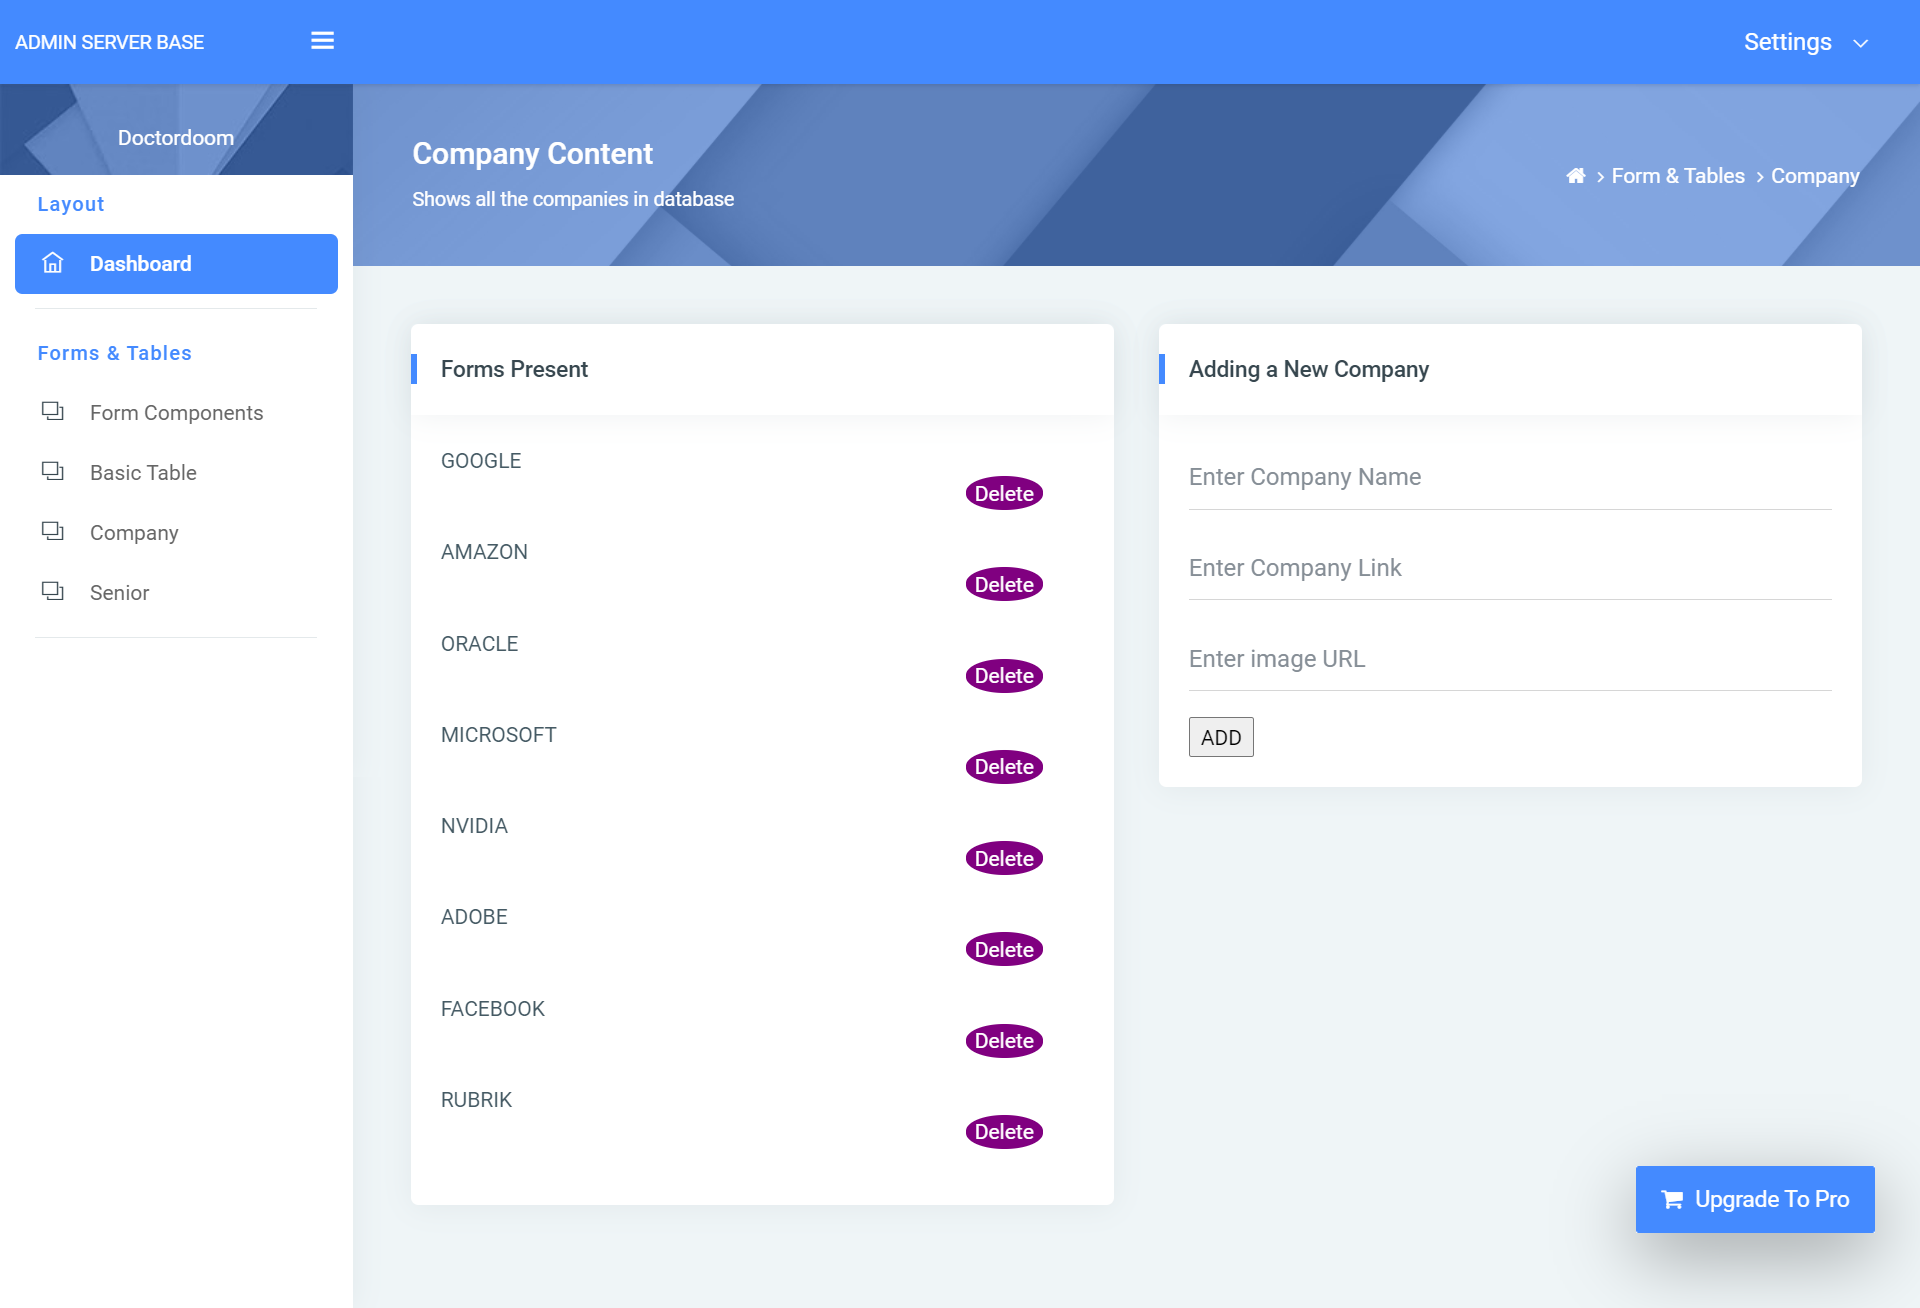 ADMIN SERVER BASE
Settings
Doctordoom
Layout
Dashboard
Forms & Tables
Form Components
Basic Table
Company
Senior
Company Content
Shows all the companies in database
Form & Tables
Company
Forms Present
GOOGLE
Delete
AMAZON
Delete
ORACLE
Delete
MICROSOFT
Delete
NVIDIA
Delete
ADOBE
Delete
FACEBOOK
Delete
RUBRIK
Delete
Adding a New Company
Enter Company Name
Enter Company Link
Enter image URL
ADD
Upgrade To Pro